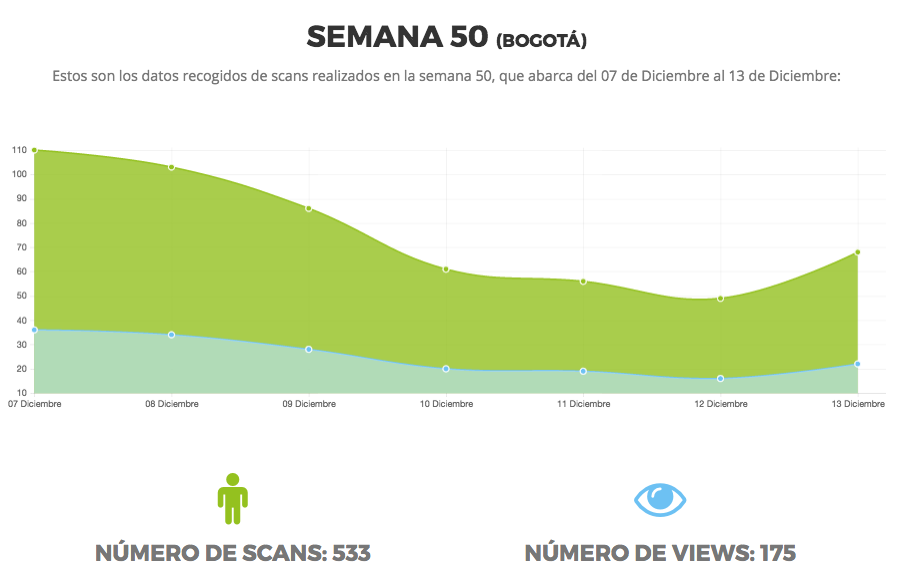 SEMANA 50 (BOGOTÁ)
Estos son los datos recogidos de scans realizados en la semana 50, que abarca del 07 de Diciembre al 13 de Diciembre:
110
100
90
80
70
60
50
40
30
20
10
07 Diciembre 08 Diciembre 09 Diciembre 10 Diciembre 11 Diciembre 12 Diciembre 13 Diciembre
NÚMERO DE SCANS: 533 NÚMERO DE VIEWS: 175